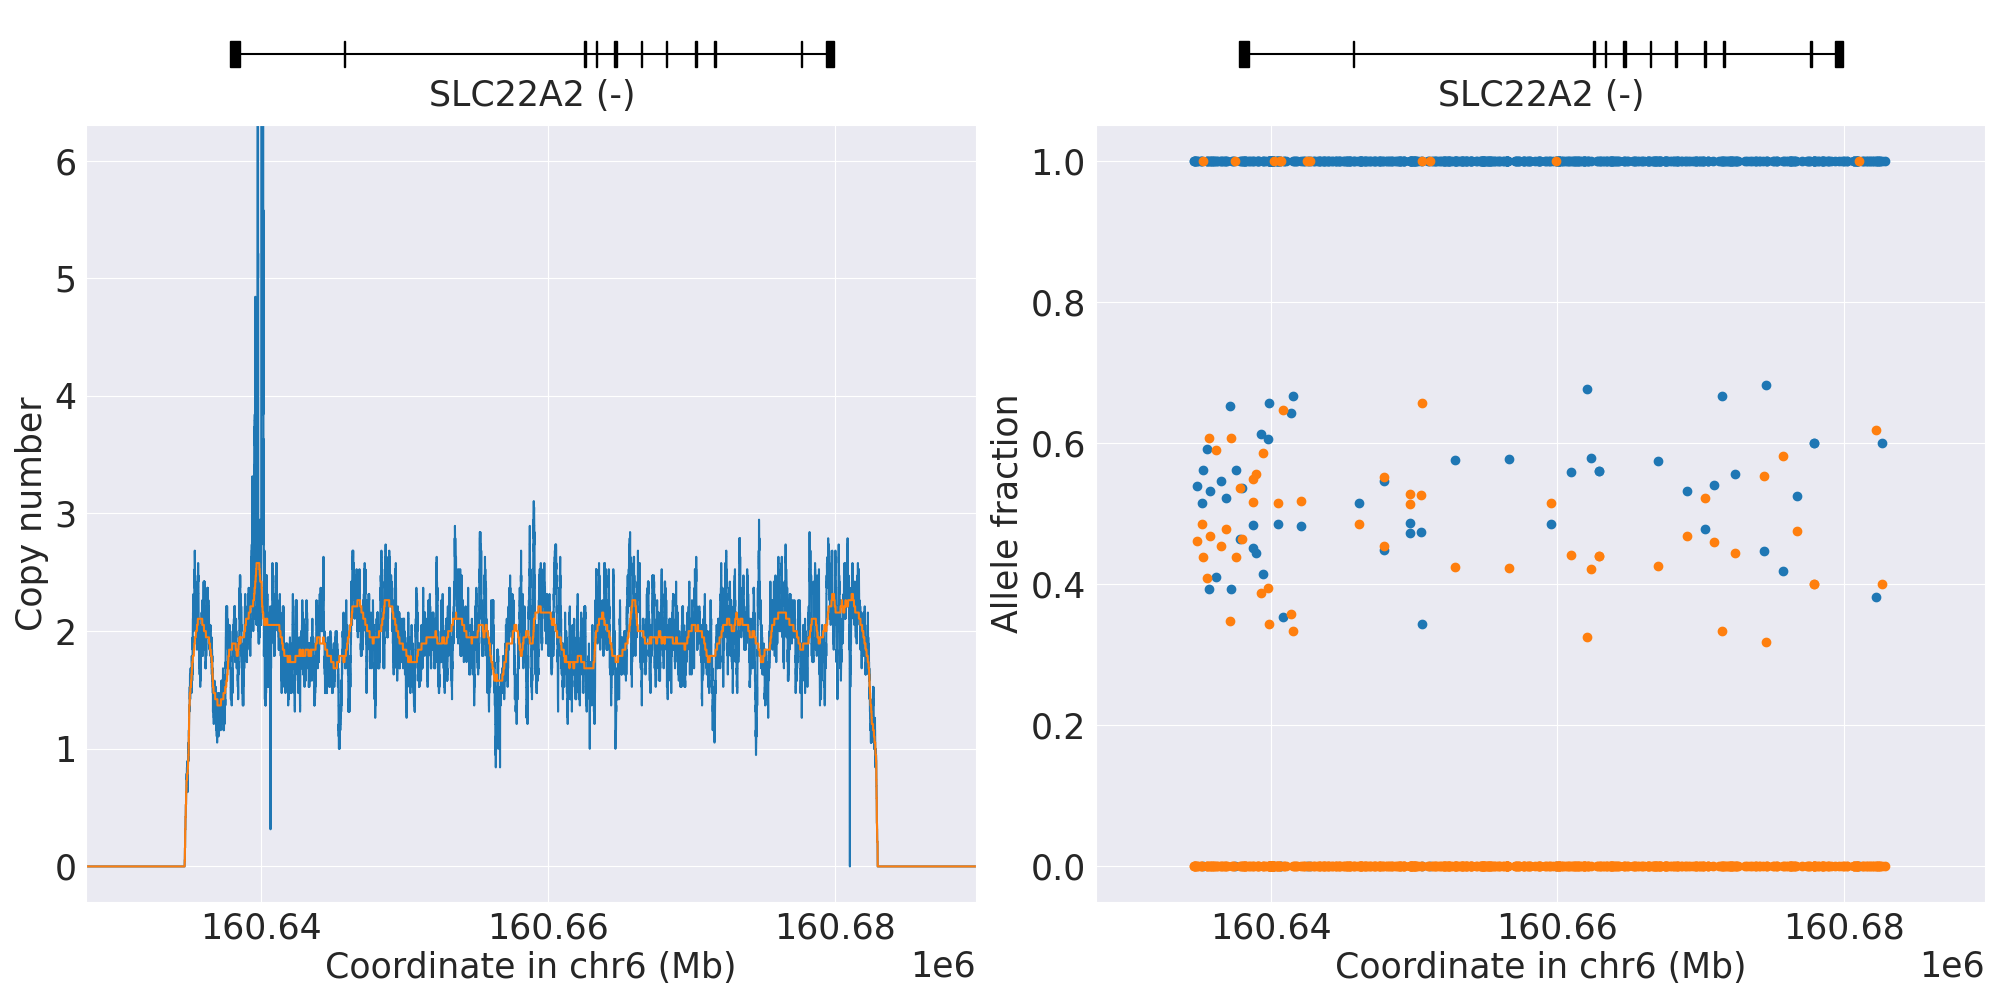 SLC22A2 (-)
6
5
4
3
2
1
0
Copy number
160.64 160.66 160.68
Coordinate in chr6 (Mb) 1e6
SLC22A2 (-)
1.0
0.8
0.6
0.4
0.2
0.0
Allele fraction
160.64 160.66 160.68
Coordinate in chr6 (Mb) 1e6